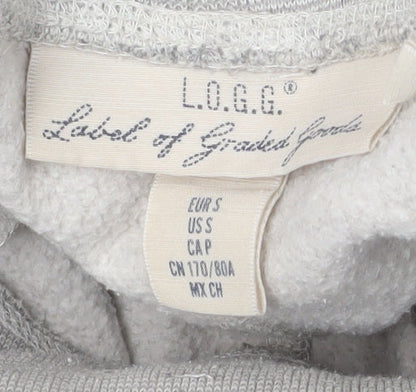 L.O.G.G.®
Label of Graded Goods
EUR S
US S
CA P
CN 170/80A
MX CH